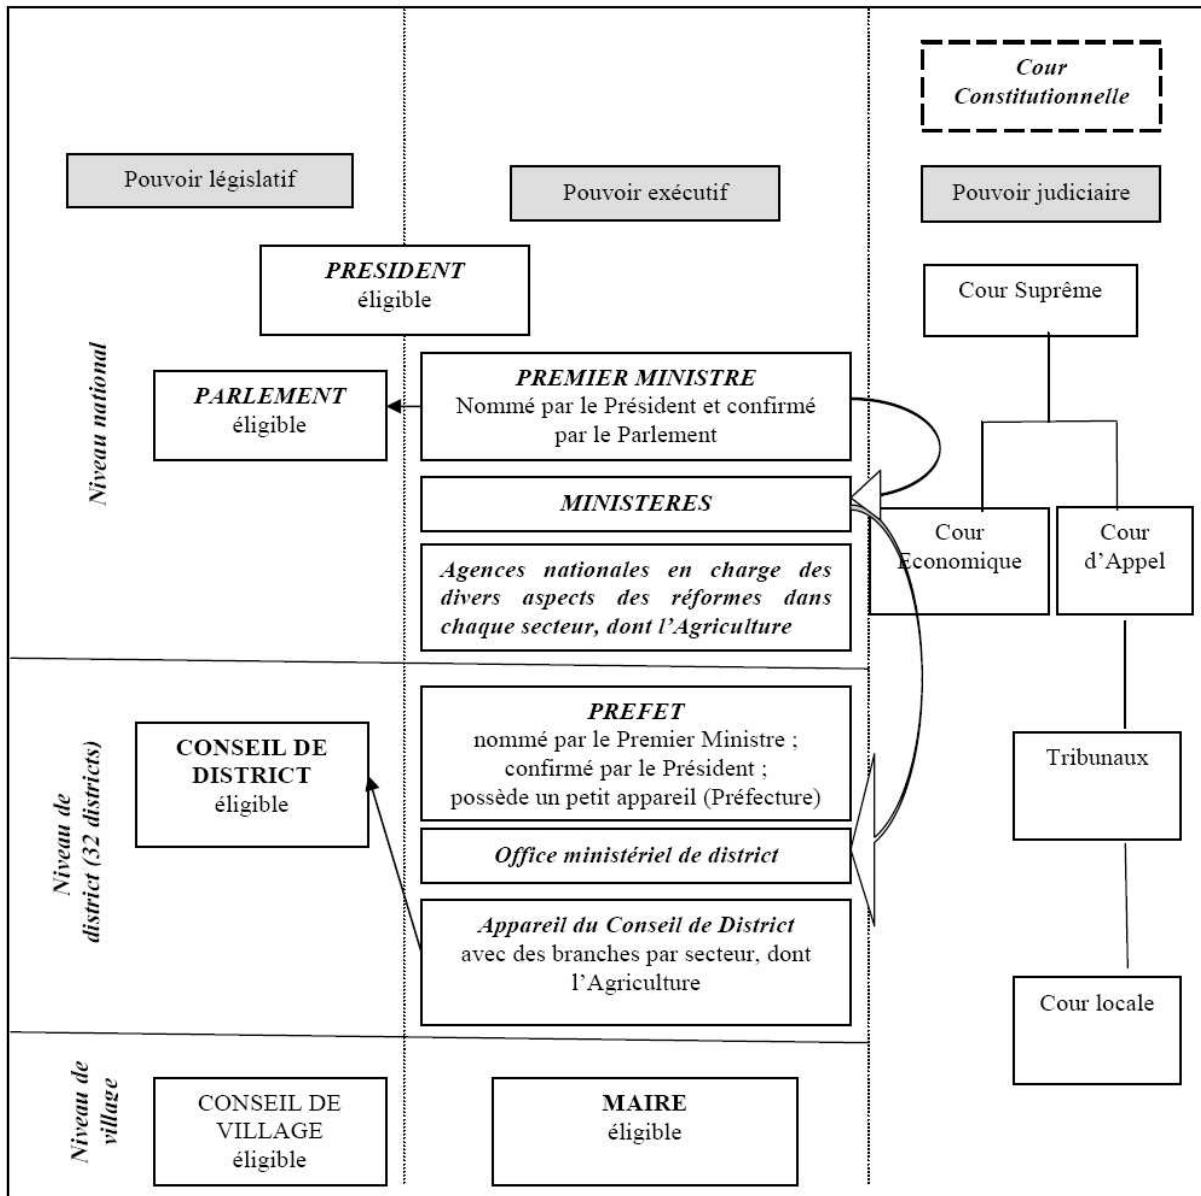 Cour
Constitutionnelle
Pouvoir législatif
Pouvoir exécutif
Pouvoir judiciaire
Niveau national
PRESIDENT
éligible
PARLEMENT
éligible
PREMIER MINISTRE
Nommé par le Président et confirmé
par le Parlement
MINISTERES
Agences nationales en charge des
divers aspects des réformes dans
chaque secteur, dont l'Agriculture
Cour Suprême
Cour
Economique
Cour
d'Appel
Niveau de
district (32 districts)
CONSEIL DE
DISTRICT
éligible
PREFET
nommé par le Premier Ministre ;
confirmé par le Président ;
possède un petit appareil (Préfecture)
Office ministériel de district
Appareil du Conseil de District
avec des branches par secteur, dont
l'Agriculture
Tribunaux
Cour locale
Niveau de
village
CONSEIL DE
VILLAGE
éligible
MAIRE
éligible